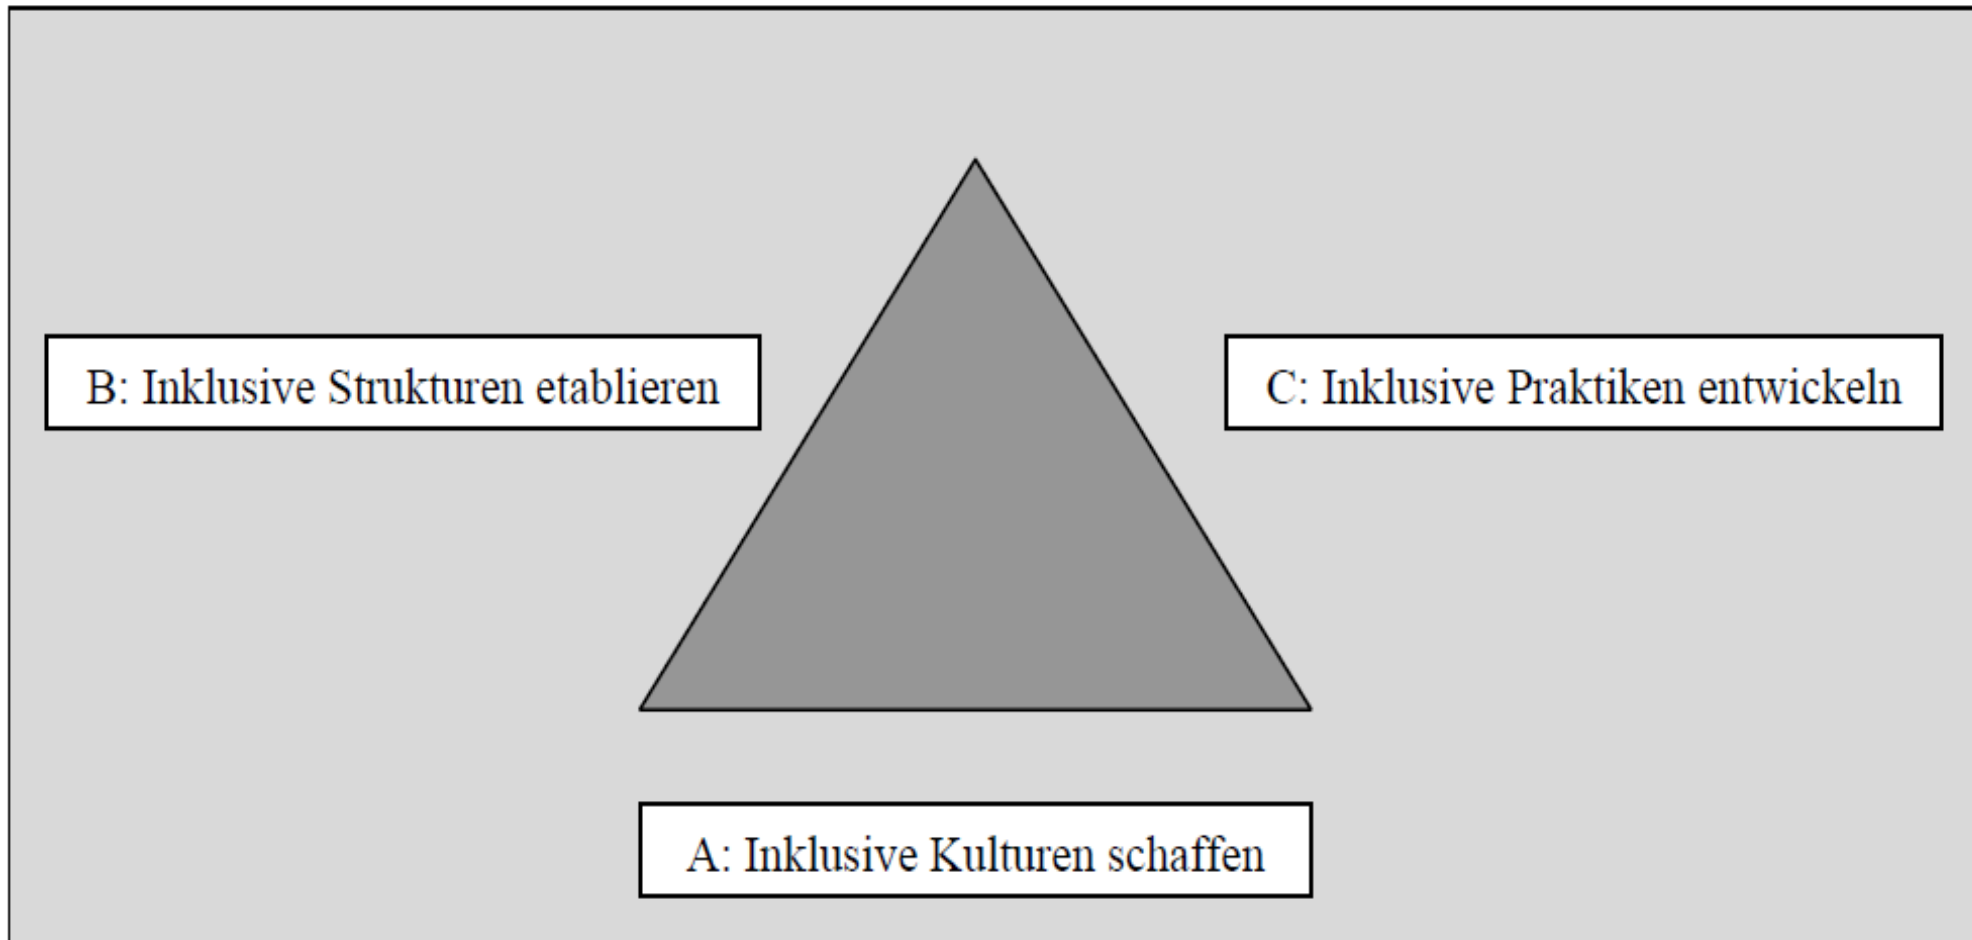 B: Inklusive Strukturen etablieren
C: Inklusive Praktiken entwickeln
A: Inklusive Kulturen schaffen